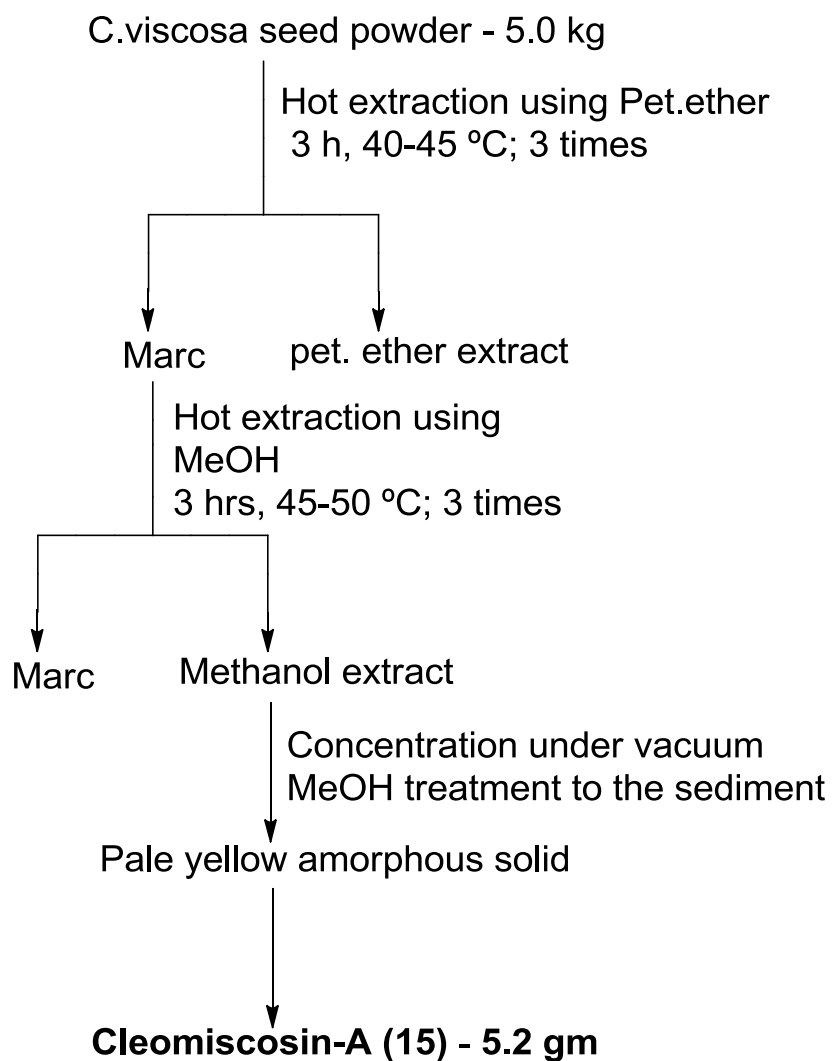 C.viscosa seed powder - 5.0 kg
Hot extraction using Pet.ether
3 h, 40-45 ºC; 3 times
Marc
pet. ether extract
Hot extraction using
MeOH
3 hrs, 45-50 ºC; 3 times
Marc
Methanol extract
Concentration under vacuum
MeOH treatment to the sediment
Pale yellow amorphous solid
Cleomiscosin-A (15) - 5.2 gm